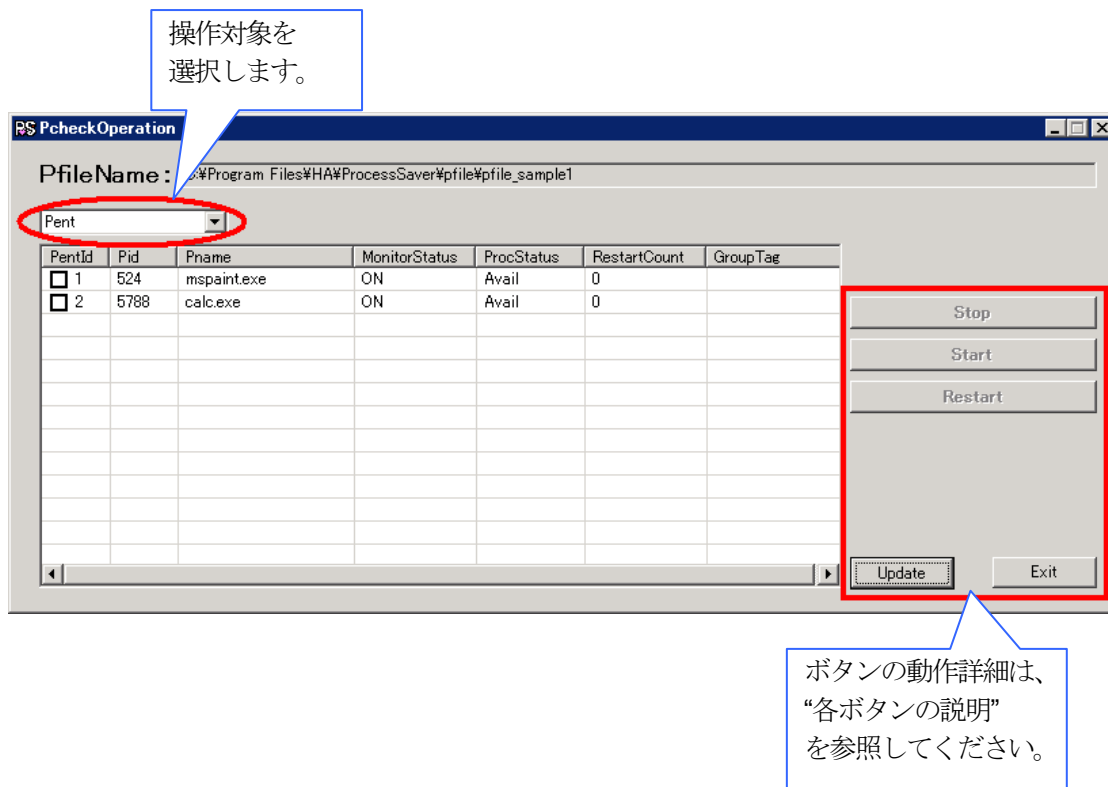 操作対象を
選択します。
PS PcheckOperation
PfileName: :¥Program Files¥HA¥ProcessSaver¥pfile¥pfile_sample1
Pent
PentId Pid Pname MonitorStatus ProcStatus RestartCount GroupTag
1 524 mspaint.exe ON Avail 0
2 5788 calc.exe ON Avail 0
Stop
Start
Restart
Update Exit
ボタンの動作詳細は、
“各ボタンの説明”
を参照してください。